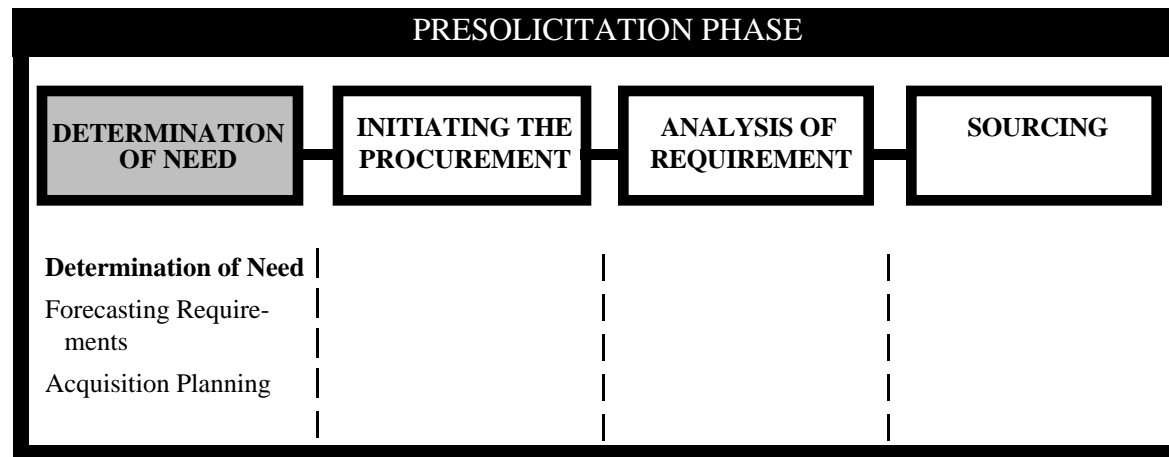 PRESOLICITATION PHASE
DETERMINATION
OF NEED
INITIATING THE
PROCUREMENT
ANALYSIS OF
REQUIREMENT
SOURCING
Determination of Need
Forecasting Require-
ments
Acquisition Planning